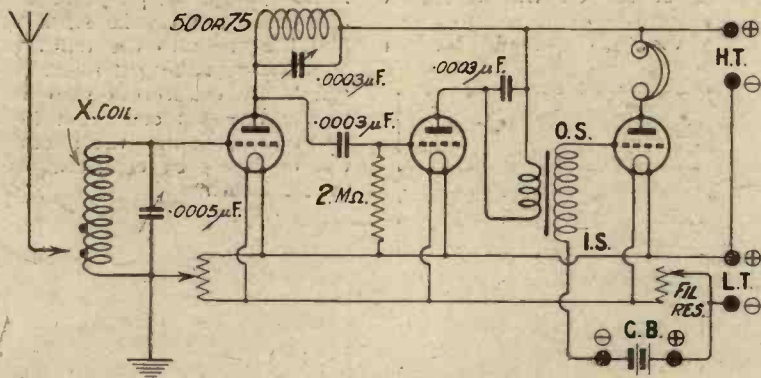 50 OR 75
⊕
H.T.
⊖
.0003μF.
.0003μF.
X.COIL.
.0003μF.
O.S.
2.MΩ.
.0005μF.
I.S.
⊕
L.T.
⊖
FIL
RES.
⊖ G.B. ⊕